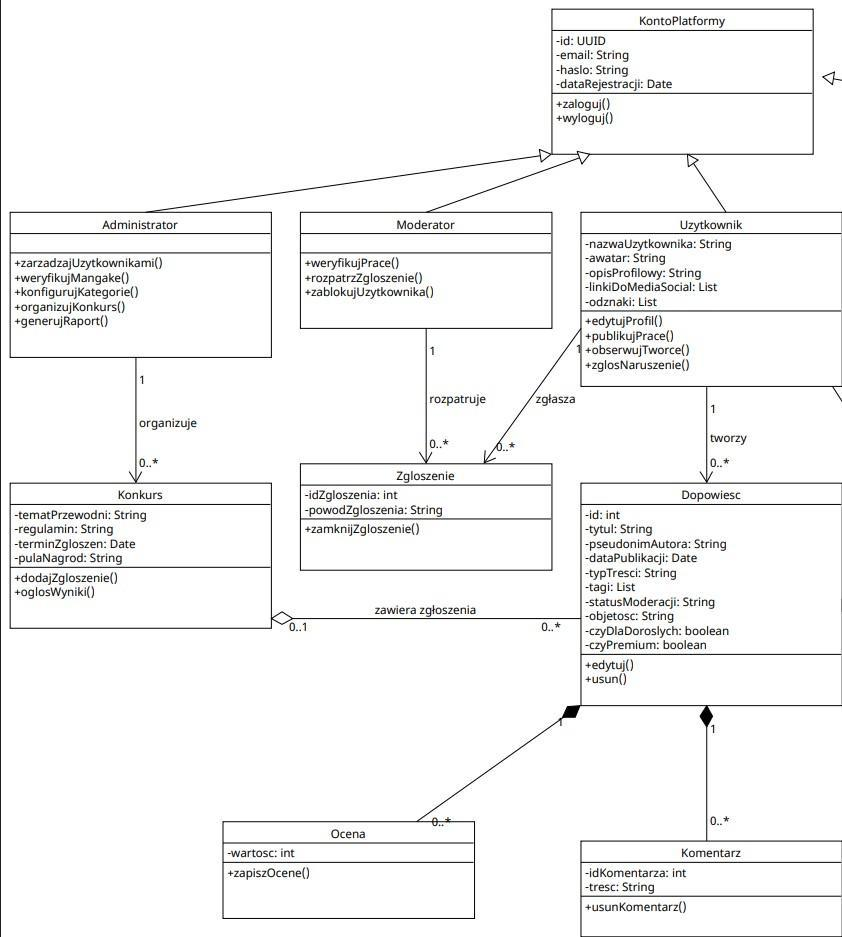 KontoPlatformy
-id: UUID
-email: String
-haslo: String
-dataRejestracji: Date
+zaloguj()
+wyloguj()
Administrator
+zarzadzajUzytkownikami()
+weryfikujMangake()
+konfigurujKategorie()
+organizujKonkurs()
+generujRaport()
Moderator
+weryfikujPrace()
+rozpatrzZgloszenie()
+zablokujUzytkownika()
Uzytkownik
-nazwaUzytkownika: String
-awatar: String
-opisProfilowy: String
-linkiDoMediaSocial: List
-odznaki: List
+edytujProfil()
+publikujPrace()
+obserwujTworce()
+zglosNaruszenie()
1
organizuje
0..*
1
rozpatruje
0..*
1
zgłasza
0..*
1
tworzy
0..*
Konkurs
-tematPrzewodni: String
-regulamin: String
-terminZgloszen: Date
-pulaNagrod: String
+dodajZgloszenie()
+oglosWyniki()
Zgloszenie
-idZgloszenia: int
-powodZgloszenia: String
+zamknijZgloszenie()
Dopowiesc
-id: int
-tytul: String
-pseudonimAutora: String
-dataPublikacji: Date
-typTresci: String
-tagi: List
-statusModeracji: String
-objetosc: String
-czyDlaDoroslych: boolean
-czyPremium: boolean
+edytuj()
+usun()
zawiera zgłoszenia
0..1
0..*
1
0..*
1
0..*
Ocena
-wartosc: int
+zapiszOcene()
Komentarz
-idKomentarza: int
-tresc: String
+usunKomentarz()